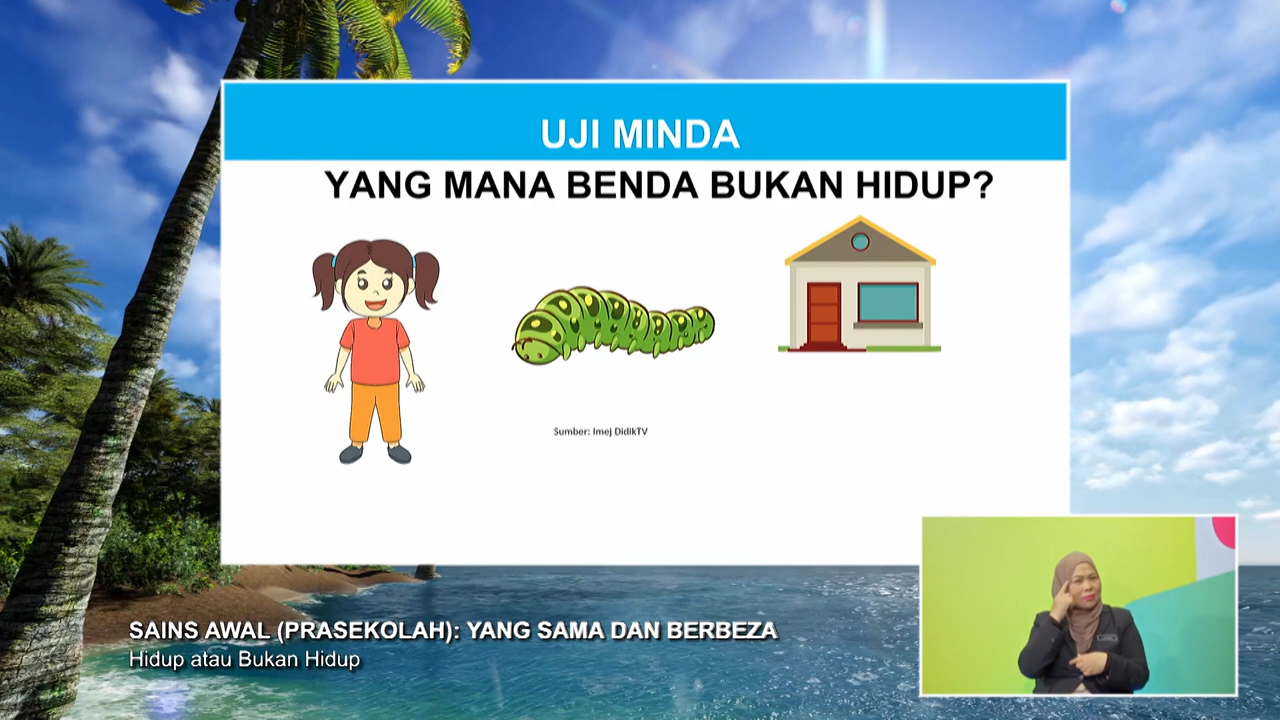 UJI MINDA
YANG MANA BENDA BUKAN HIDUP?
Sumber: Imej DidikTV
SAINS AWAL (PRASEKOLAH): YANG SAMA DAN BERBEZA
Hidup atau Bukan Hidup